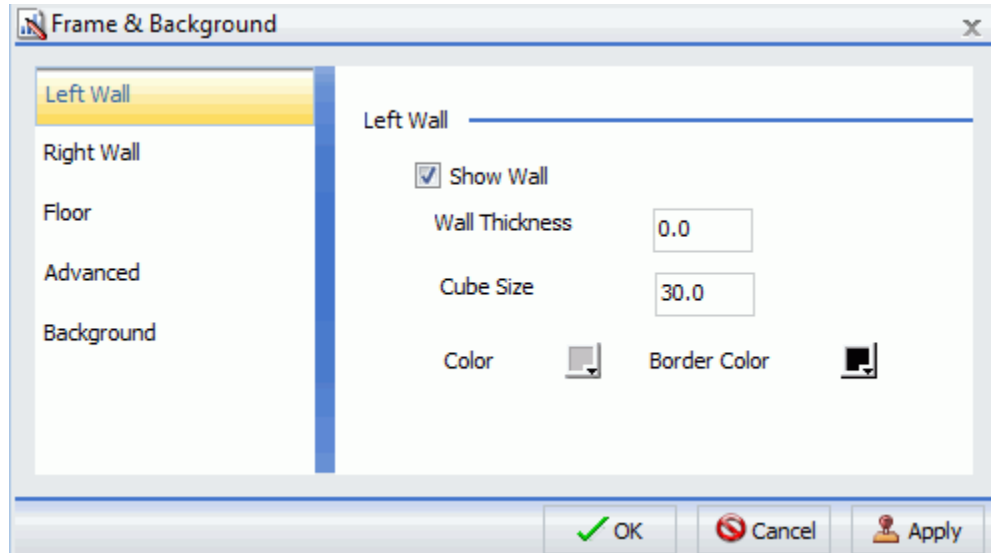 Frame & Background
Left Wall
Right Wall
Floor
Advanced
Background
Left Wall
Show Wall
Wall Thickness 0.0
Cube Size 30.0
Color Border Color
OK Cancel Apply